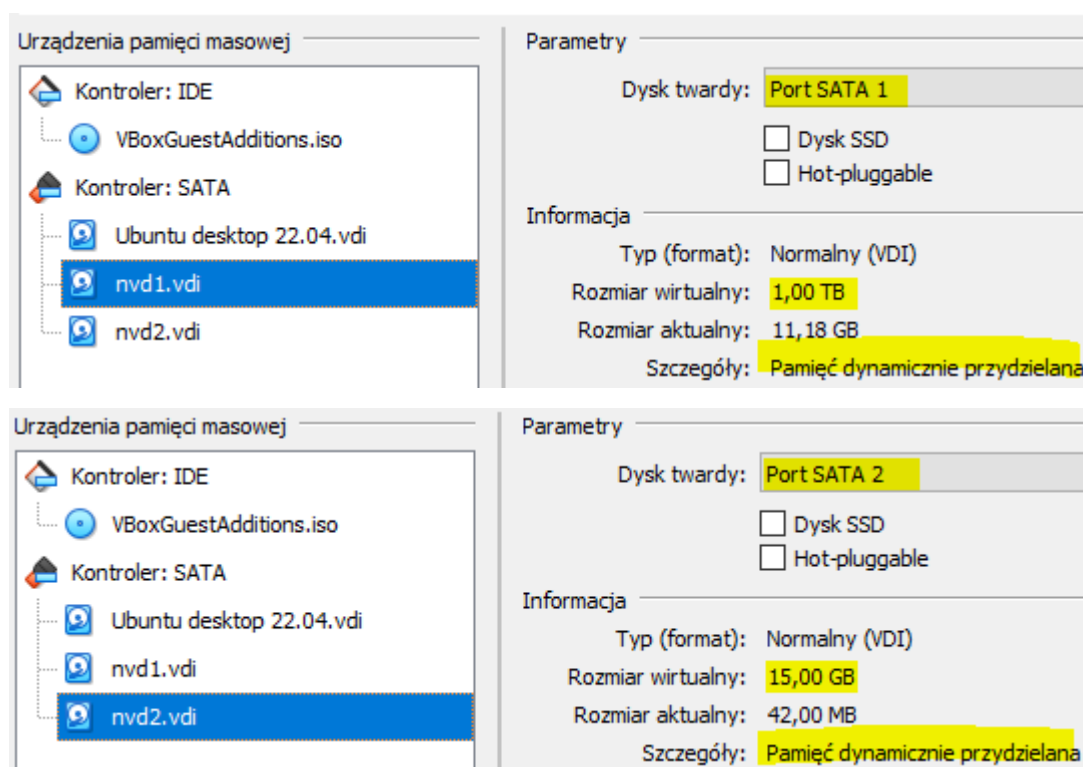 Urządzenia pamięci masowej
Kontroler: IDE
VBoxGuestAdditions.iso
Kontroler: SATA
Ubuntu desktop 22.04.vdi
nvd1.vdi
nvd2.vdi
Parametry
Dysk twardy: Port SATA 1
Dysk SSD
Hot-pluggable
Informacja
Typ (format): Normalny (VDI)
Rozmiar wirtualny: 1,00 TB
Rozmiar aktualny: 11,18 GB
Szczegóły: Pamięć dynamicznie przydzielana
Urządzenia pamięci masowej
Kontroler: IDE
VBoxGuestAdditions.iso
Kontroler: SATA
Ubuntu desktop 22.04.vdi
nvd1.vdi
nvd2.vdi
Parametry
Dysk twardy: Port SATA 2
Dysk SSD
Hot-pluggable
Informacja
Typ (format): Normalny (VDI)
Rozmiar wirtualny: 15,00 GB
Rozmiar aktualny: 42,00 MB
Szczegóły: Pamięć dynamicznie przydzielana